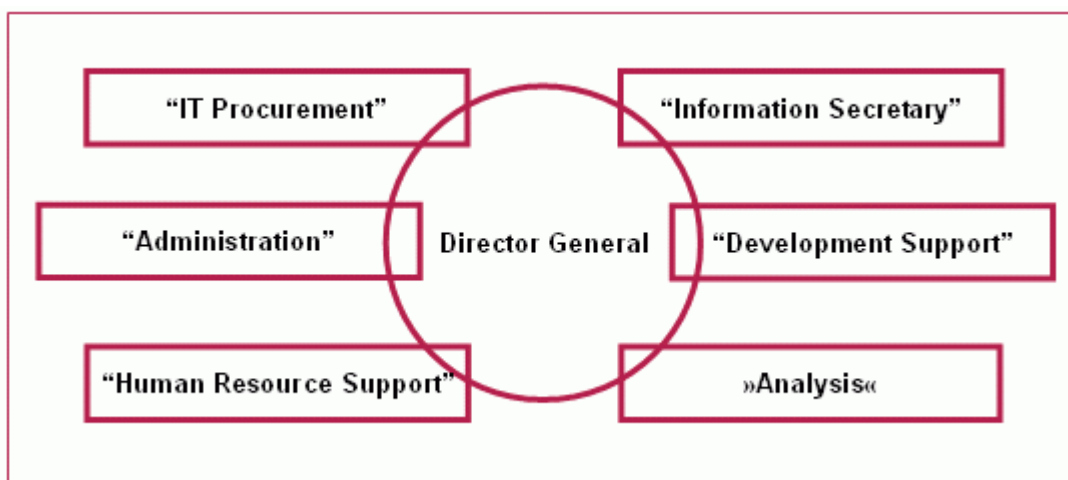 “IT Procurement”
“Information Secretary”
“Administration”
Director General
“Development Support”
“Human Resource Support”
»Analysis«